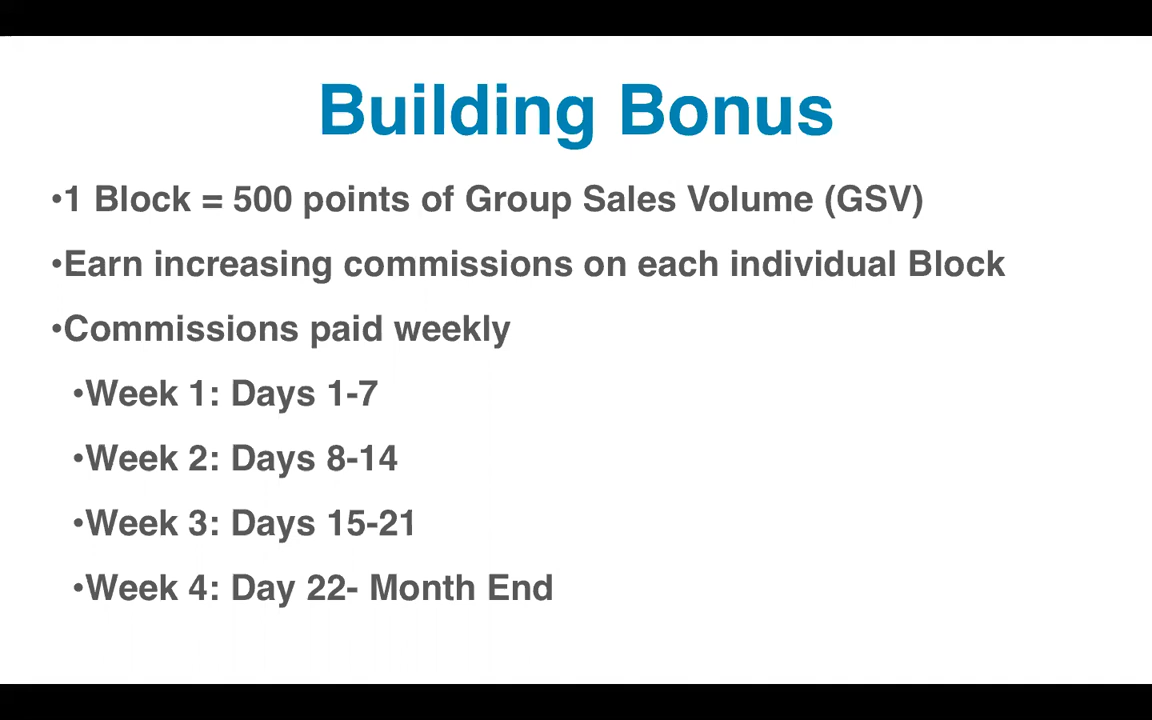 Building Bonus
•1 Block = 500 points of Group Sales Volume (GSV)
•Earn increasing commissions on each individual Block
•Commissions paid weekly
•Week 1: Days 1-7
•Week 2: Days 8-14
•Week 3: Days 15-21
•Week 4: Day 22- Month End